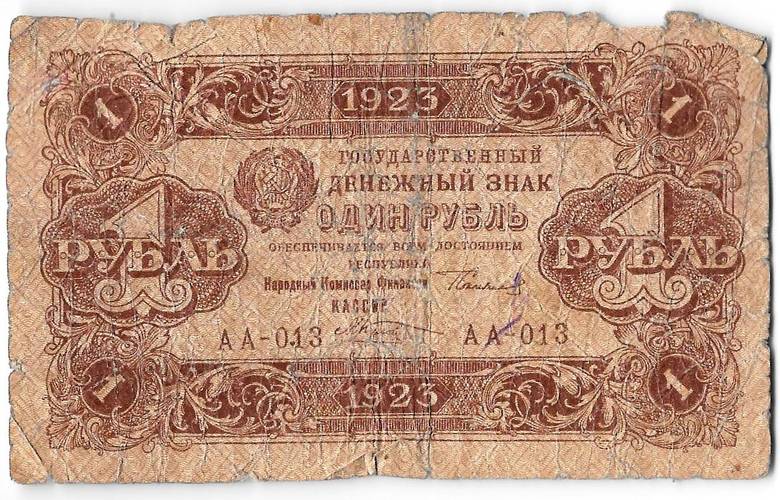 1 1923 1
ГОСУДАРСТВЕННЫЙ
ДЕНЕЖНЫЙ ЗНАК
ОДИН РУБЛЬ
ОБЕСПЕЧИВАЕТСЯ ВСЕМ ДОСТОЯНИЕМ
РЕСПУБЛИКИ
1 РУБЛЬ
1 РУБЛЬ
Народный Комиссар Финансов
КАССИР
АА-013 АА-013
1 1923 1